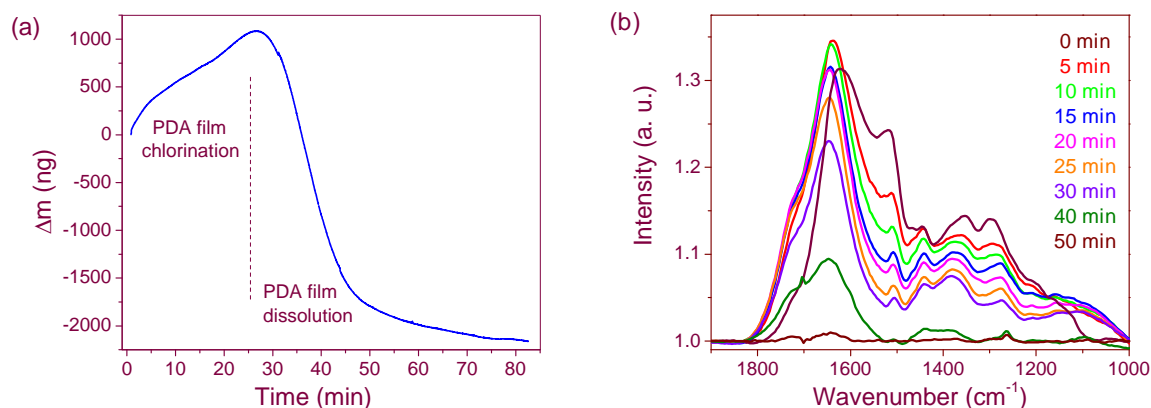 (a)
1000
500
0
-500
-1000
-1500
-2000
Δm (ng)
PDA film
chlorination
PDA film
dissolution
0 10 20 30 40 50 60 70 80
Time (min)
(b)
1.3
1.2
1.1
1.0
Intensity (a. u.)
0 min
5 min
10 min
15 min
20 min
25 min
30 min
40 min
50 min
1800 1600 1400 1200 1000
Wavenumber (cm⁻¹)